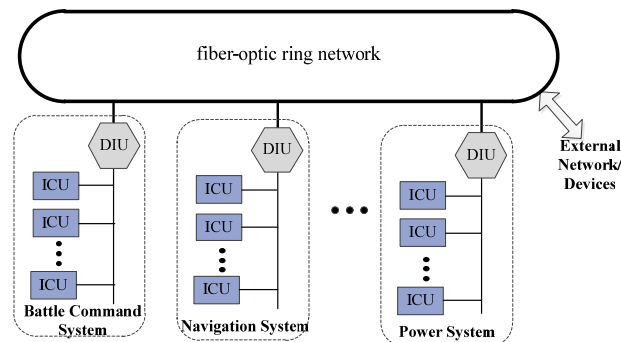 fiber-optic ring network
DIU
ICU
ICU
ICU
Battle Command
System
DIU
ICU
ICU
ICU
Navigation System
DIU
ICU
ICU
ICU
Power System
External
Network/
Devices